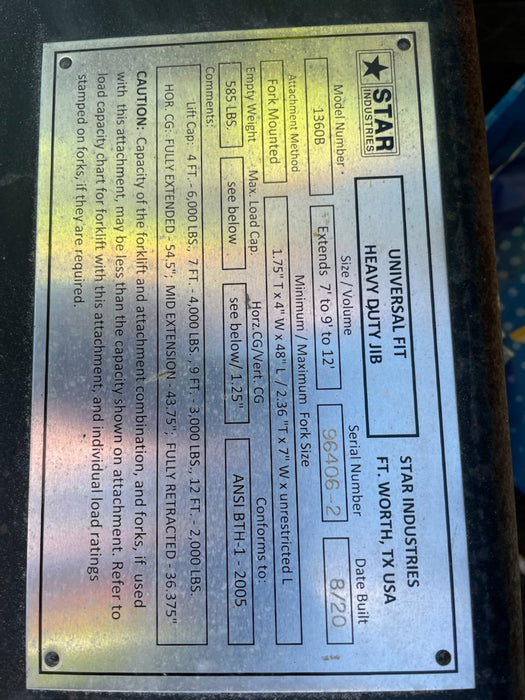 STAR
INDUSTRIES
UNIVERSAL FIT
HEAVY DUTY JIB
STAR INDUSTRIES
FT. WORTH, TX USA
Model Number
Size / Volume
Serial Number
Date Built
1360B
Extends 7' to 9' to 12'
96406-2
8/20
Attachment Method
Minimum / Maximum Fork Size
Fork Mounted
1.75" T x 4" W x 48" L / 2.36 "T x 7" W x unrestricted L
Empty Weight
Max. Load Cap.
Horz.CG/Vert. CG
Conforms to:
585 LBS.
see below
see below/ 1.25"
ANSI BTH-1 - 2005
Comments:
Lift Cap: 4 FT. - 6,000 LBS., 7 FT. - 4,000 LBS., 9 FT. - 3,000 LBS., 12 FT. - 2,000 LBS.
HOR. CG: FULLY EXTENDED - 54.5"; MID EXTENSION - 43.75"; FULLY RETRACTED - 36.375"
CAUTION: Capacity of the forklift and attachment combination, and forks, if used
with this attachment, may be less than the capacity shown on attachment. Refer to
load capacity chart for forklift with this attachment, and individual load ratings
stamped on forks, if they are required.